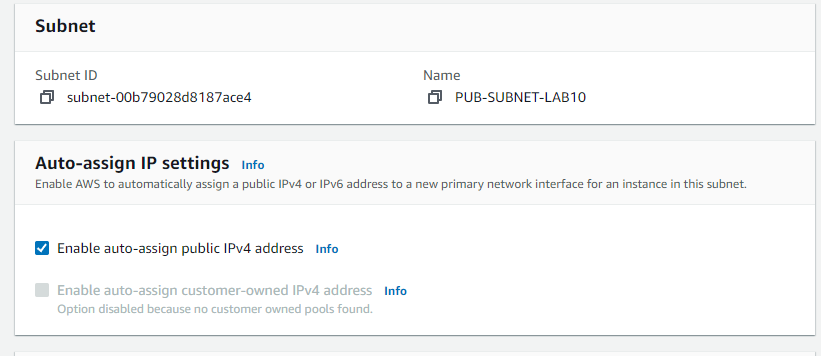 Subnet
Subnet ID
Name
subnet-00b79028d8187ace4
PUB-SUBNET-LAB10
Auto-assign IP settings Info
Enable AWS to automatically assign a public IPv4 or IPv6 address to a new primary network interface for an instance in this subnet.
Enable auto-assign public IPv4 address Info
Enable auto-assign customer-owned IPv4 address Info
Option disabled because no customer owned pools found.